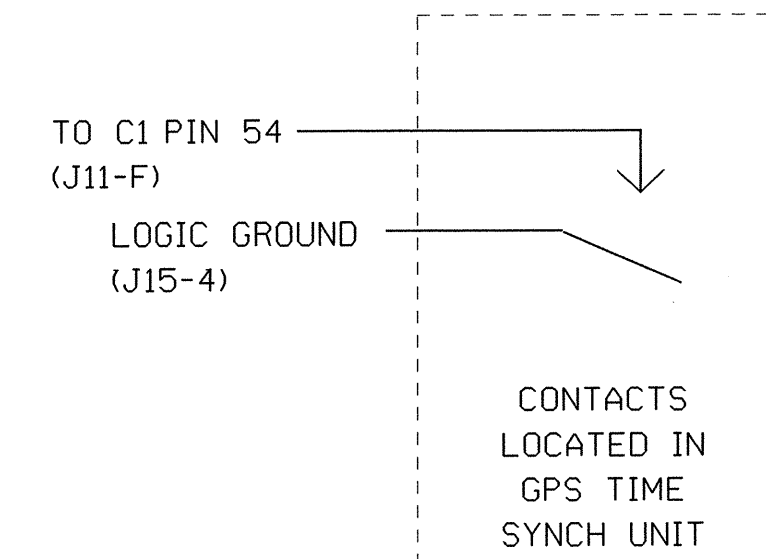 TO C1 PIN 54
(J11-F)
LOGIC GROUND
(J15-4)
CONTACTS
LOCATED IN
GPS TIME
SYNCH UNIT